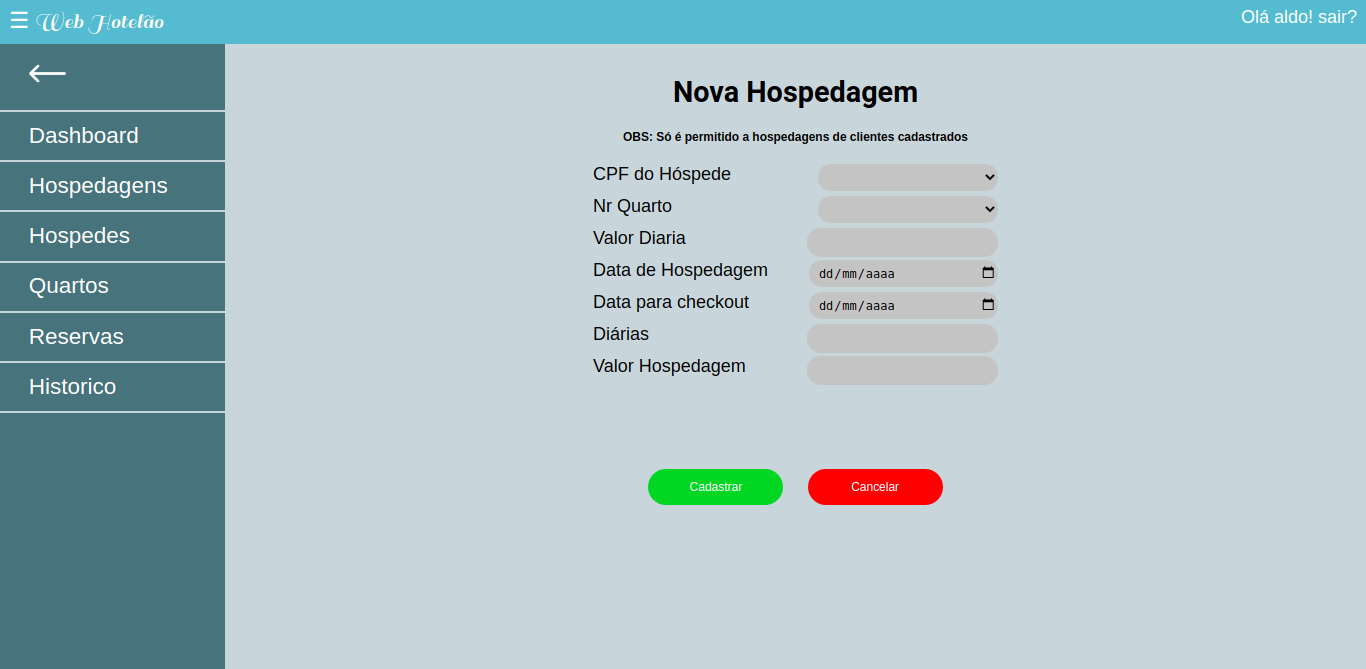 ☰ Web Hotelão
Olá aldo! sair?
Dashboard
Hospedagens
Hospedes
Quartos
Reservas
Historico
Nova Hospedagem
OBS: Só é permitido a hospedagens de clientes cadastrados
CPF do Hóspede
Nr Quarto
Valor Diaria
Data de Hospedagem dd/mm/aaaa
Data para checkout dd/mm/aaaa
Diárias
Valor Hospedagem
Cadastrar Cancelar